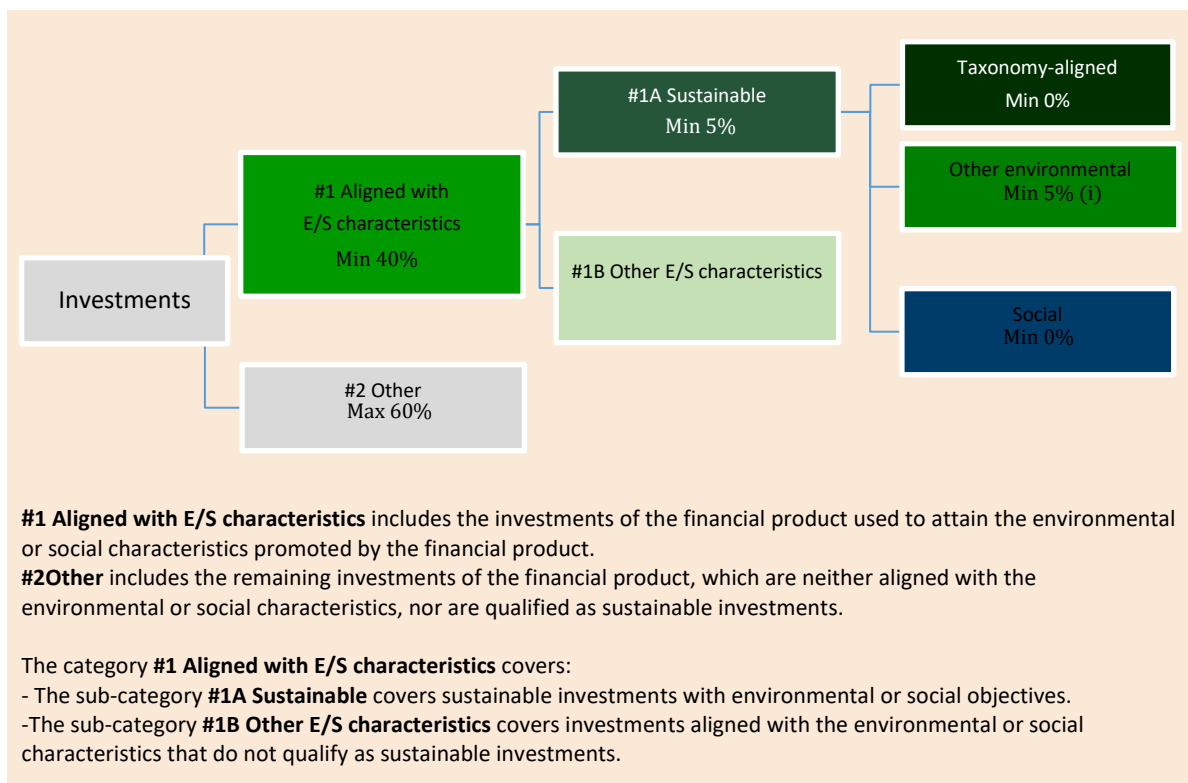 Taxonomy-aligned
Min 0%
#1A Sustainable
Min 5%
Other environmental
Min 5% (i)
#1 Aligned with
E/S characteristics
Min 40%
#1B Other E/S characteristics
Investments
Social
Min 0%
#2 Other
Max 60%
#1 Aligned with E/S characteristics includes the investments of the financial product used to attain the environmental
or social characteristics promoted by the financial product.
#2Other includes the remaining investments of the financial product, which are neither aligned with the
environmental or social characteristics, nor are qualified as sustainable investments.
The category #1 Aligned with E/S characteristics covers:
- The sub-category #1A Sustainable covers sustainable investments with environmental or social objectives.
-The sub-category #1B Other E/S characteristics covers investments aligned with the environmental or social
characteristics that do not qualify as sustainable investments.